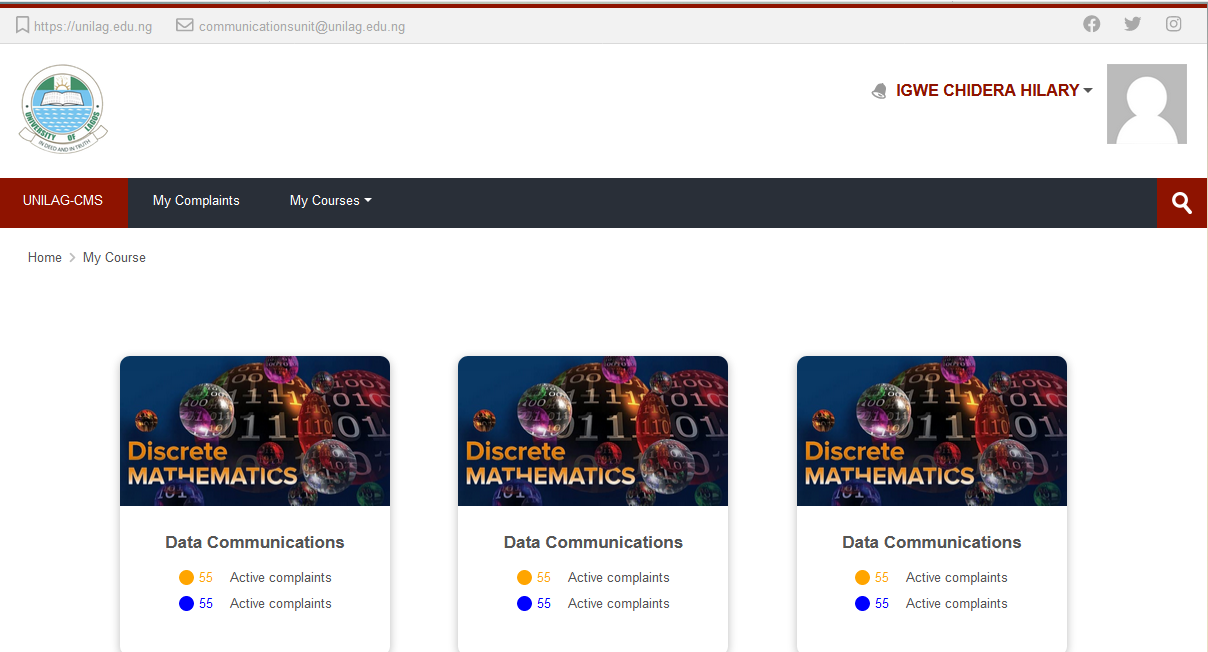 https://unilag.edu.ng communicationsunit@unilag.edu.ng
UNIVERSITY OF LAGOS
IN DEED AND IN TRUTH
IGWE CHIDERA HILARY
UNILAG-CMS My Complaints My Courses
Home My Course
Discrete
MATHEMATICS
Data Communications
55 Active complaints
55 Active complaints
Discrete
MATHEMATICS
Data Communications
55 Active complaints
55 Active complaints
Discrete
MATHEMATICS
Data Communications
55 Active complaints
55 Active complaints